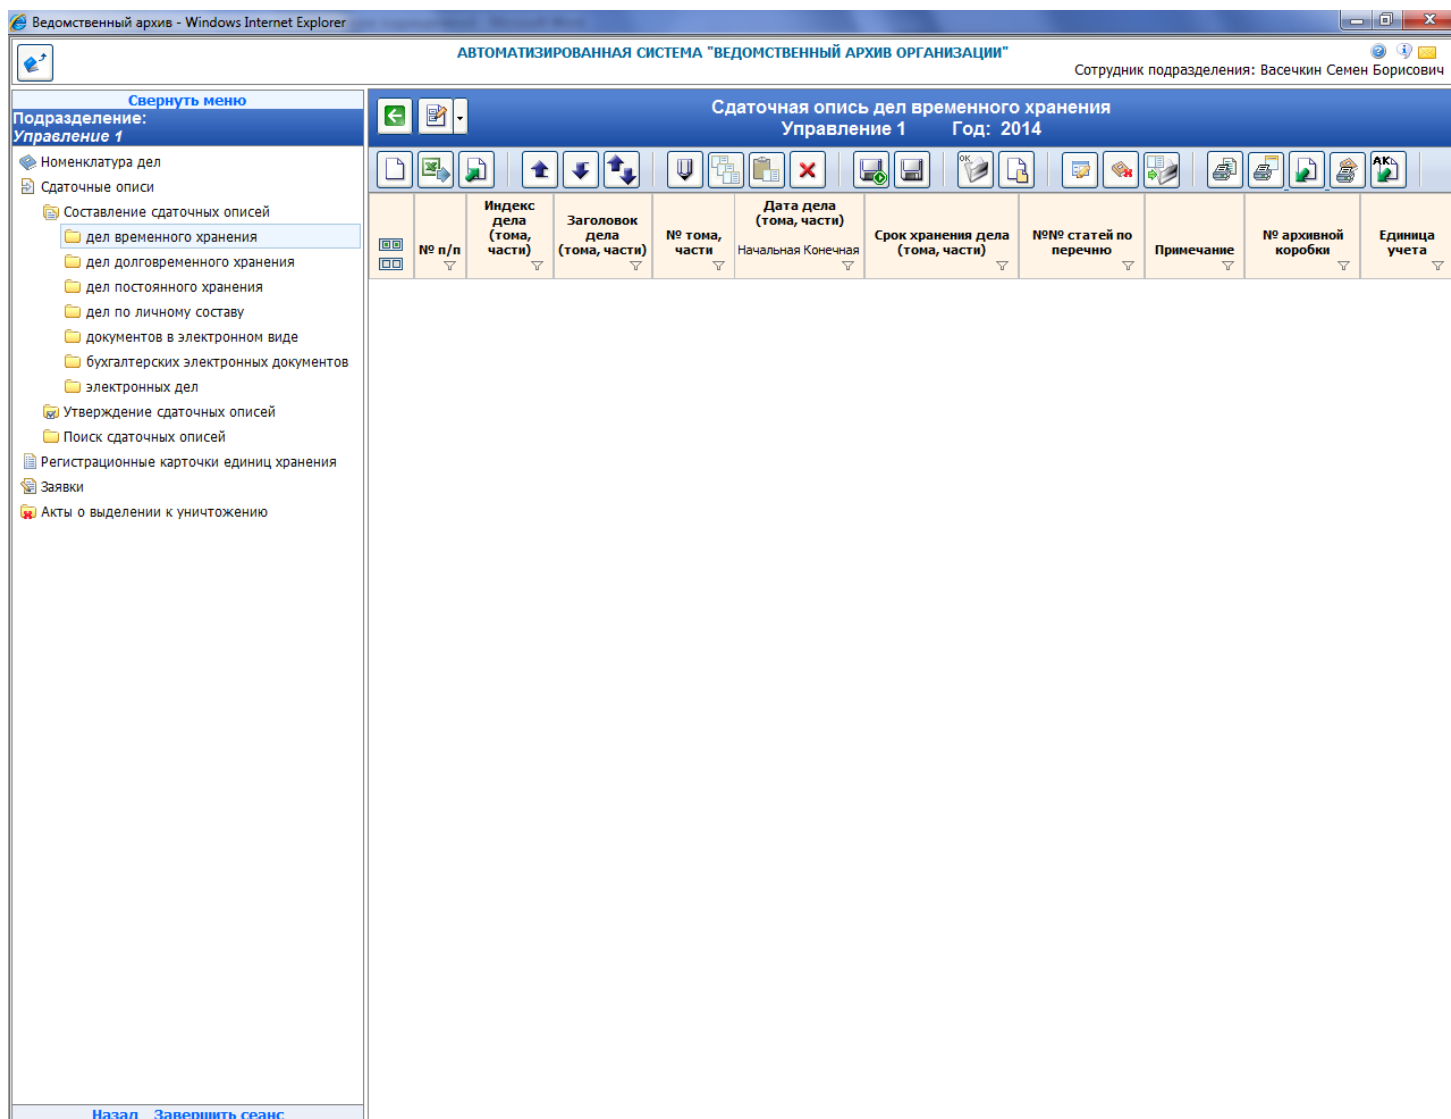 Ведомственный архив - Windows Internet Explorer
АВТОМАТИЗИРОВАННАЯ СИСТЕМА "ВЕДОМСТВЕННЫЙ АРХИВ ОРГАНИЗАЦИИ"
Сотрудник подразделения: Васечкин Семен Борисович
Свернуть меню
Подразделение:
Управление 1
Номенклатура дел
Сдаточные описи
Составление сдаточных описей
дел временного хранения
дел долговременного хранения
дел постоянного хранения
дел по личному составу
документов в электронном виде
бухгалтерских электронных документов
электронных дел
Утверждение сдаточных описей
Поиск сдаточных описей
Регистрационные карточки единиц хранения
Заявки
Акты о выделении к уничтожению
Назад Завершить сеанс
Сдаточная опись дел временного хранения
Управление 1 Год: 2014
OK
AK
№ п/п
Индекс
дела
(тома,
части)
Заголовок
дела
(тома, части)
№ тома,
части
Дата дела
(тома, части)
Начальная Конечная
Срок хранения дела
(тома, части)
№№ статей по
перечню
Примечание
№ архивной
коробки
Единица
учета